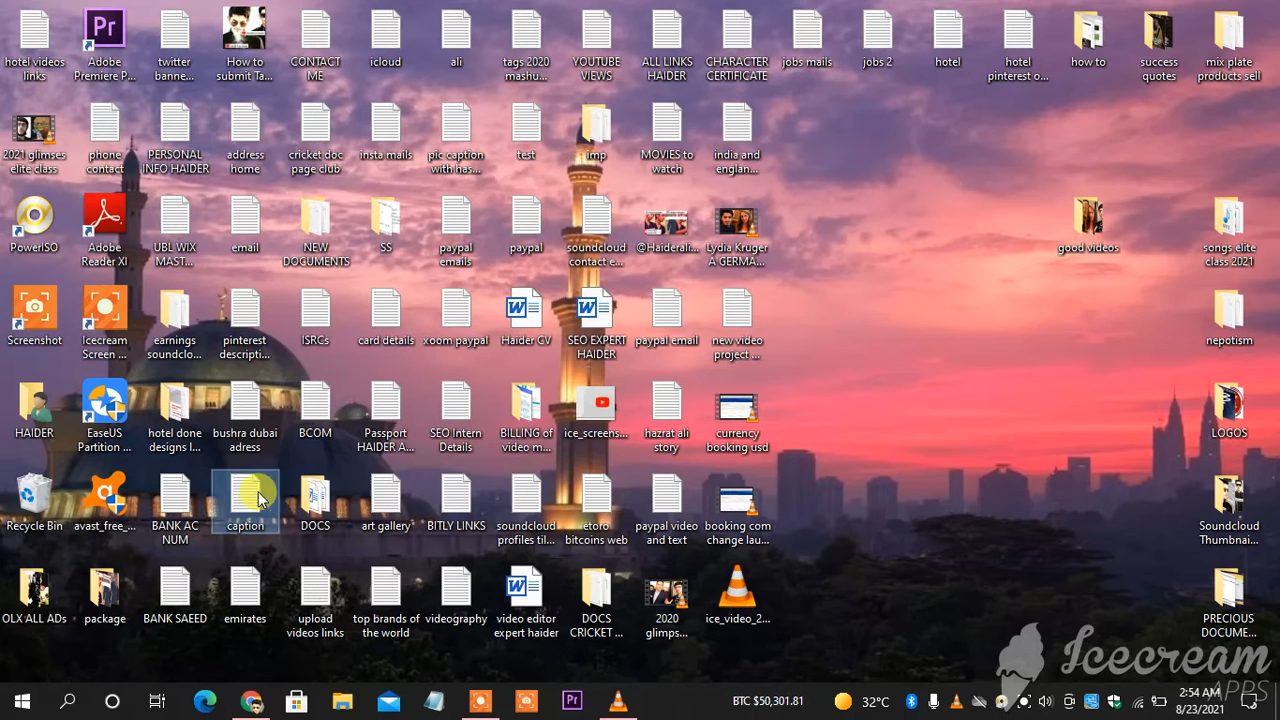 hotel videos links
Adobe Premiere P...
twitter banne...
How to submit Ta...
CONTACT ME
icloud
ali
tags 2020 mashu...
YOUTUBE VIEWS
ALL LINKS HAIDER
CHARACTER CERTIFICATE
jobs mails
jobs 2
hotel
hotel pinterest o...
how to
success quotes
mix plate products sell
2021 glimses elite class
phone contact
PERSONAL INFO HAIDER
address home
cricket doc page club
insta mails
pic caption with has...
test
imp
MOVIES to watch
india and englan...
PowerISO
Adobe Reader XI
UBL WIX MAST...
email
NEW DOCUMENTS
SS
paypal emails
paypal
soundcloud contact e...
@Haiderali...
Lydia Kruger A GERMA...
good videos
songs elite class 2021
Screenshot
Icecream Screen ...
earnings soundclo...
pinterest descripti...
ISRCs
card details
xoom paypal
Haider CV
SEO EXPERT HAIDER
paypal email
new video project ...
nepotism
HAIDER
EaseUS Partition ...
hotel done designs l...
bushra dubai adress
BCOM
Passport HAIDER A...
SEO Intern Details
BILLING of video m...
ice_screens...
hazrat ali story
currency booking usd
LOGOS
Recycle Bin
avast_free_...
BANK AC NUM
caption
DOCS
art gallery
BITLY LINKS
soundcloud profiles til...
etoro bitcoins web
paypal video and text
booking com change lau...
Soundcloud Thumbnai...
OLX ALL ADs
package
BANK SAEED
emirates
upload videos links
top brands of the world
videography
video editor expert haider
DOCS CRICKET ...
2020 glimps...
ice_video_2...
PRECIOUS DOCUME...
Icecream
APPS
BTC $50,301.81
32°C
2:54 AM
8/23/2021
3